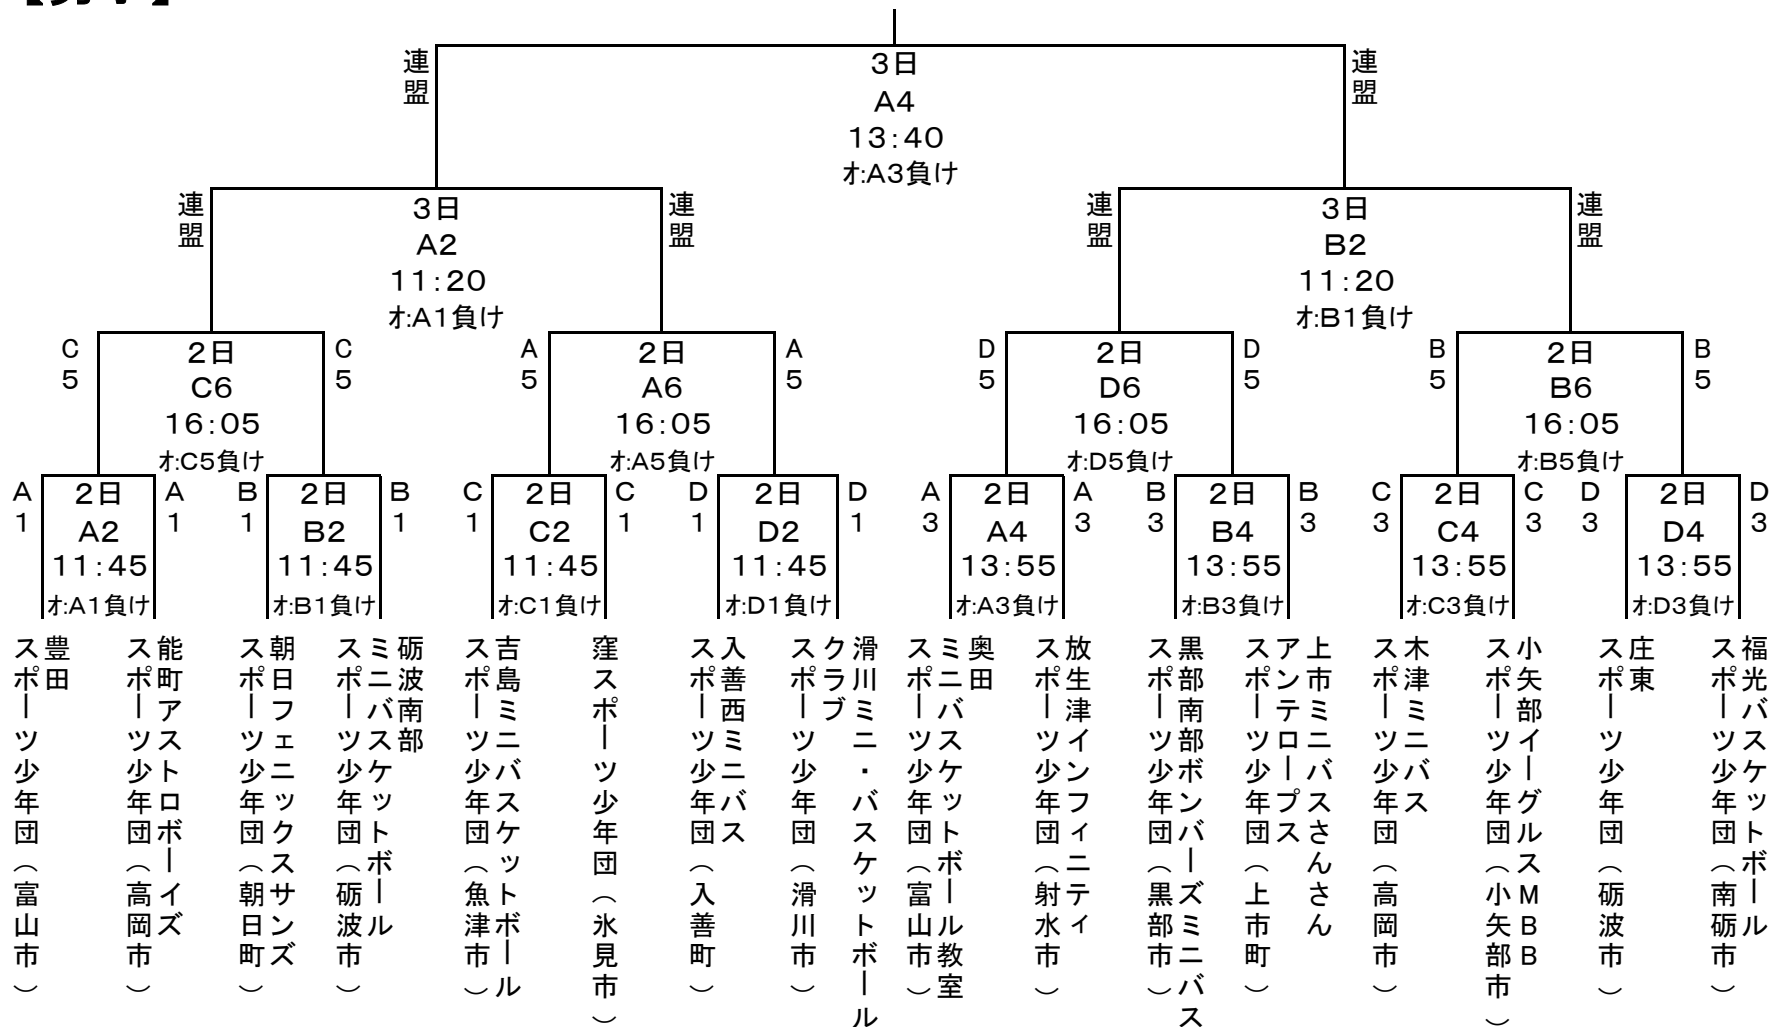 連盟
3日
A4
13:40
オ:A3負け
連盟
連盟
3日
A2
11:20
オ:A1負け
連盟
連盟
3日
B2
11:20
オ:B1負け
連盟
C5
2日
C6
16:05
オ:C5負け
C5
A5
2日
A6
16:05
オ:A5負け
A5
D5
2日
D6
16:05
オ:D5負け
D5
B5
2日
B6
16:05
オ:B5負け
B5
A1
2日
A2
11:45
オ:A1負け
A1
B1
2日
B2
11:45
オ:B1負け
B1
C1
2日
C2
11:45
オ:C1負け
C1
D1
2日
D2
11:45
オ:D1負け
D1
A3
2日
A4
13:55
オ:A3負け
A3
B3
2日
B4
13:55
オ:B3負け
B3
C3
2日
C4
13:55
オ:C3負け
C3
D3
2日
D4
13:55
オ:D3負け
D3
豊田
スポーツ少年団(富山市)
能町アストロボーイズ
スポーツ少年団(高岡市)
朝日フェニックスサンズ
スポーツ少年団(朝日町)
砺波南部
ミニバスケットボール
スポーツ少年団(砺波市)
吉島ミニバスケットボール
スポーツ少年団(魚津市)
窪スポーツ少年団(氷見市)
入善西ミニバス
スポーツ少年団(入善町)
滑川ミニ・バスケットボール
クラブ
スポーツ少年団(滑川市)
奥田
ミニバスケットボール教室
スポーツ少年団(富山市)
放生津インフィニティ
スポーツ少年団(射水市)
黒部南部ボンバーズミニバス
スポーツ少年団(黒部市)
上市ミニバスさんさん
アンテロープス
スポーツ少年団(上市町)
木津ミニバス
スポーツ少年団(高岡市)
小矢部イーグルスMBB
スポーツ少年団(小矢部市)
庄東
スポーツ少年団(砺波市)
福光バスケットボール
スポーツ少年団(南砺市)